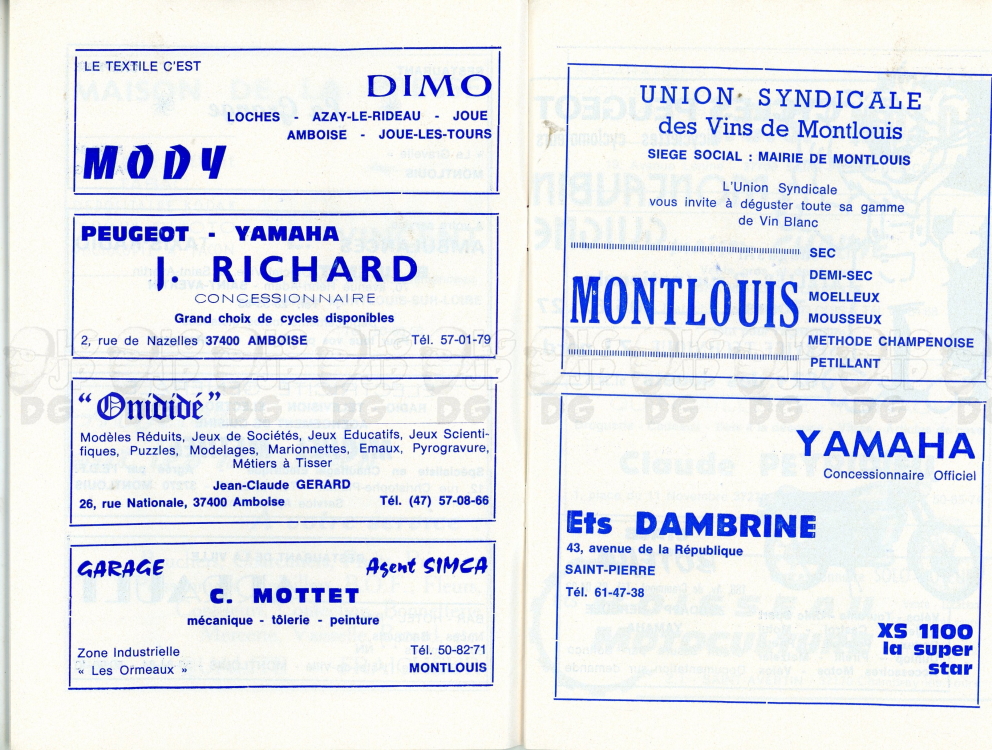 LE TEXTILE C'EST
DIMO
LOCHES - AZAY-LE-RIDEAU - JOUE
AMBOISE - JOUE-LES-TOURS
MODY
PEUGEOT - YAMAHA
J. RICHARD
CONCESSIONNAIRE
Grand choix de cycles disponibles
2, rue de Nazelles 37400 AMBOISE Tél. 57-01-79
“Onididé”
Modèles Réduits, Jeux de Sociétés, Jeux Educatifs, Jeux Scienti-
fiques, Puzzles, Modelages, Marionnettes, Emaux, Pyrogravure,
Métiers à Tisser
Jean-Claude GERARD
26, rue Nationale, 37400 Amboise Tél. (47) 57-08-66
GARAGE Agent SIMCA
C. MOTTET
mécanique - tôlerie - peinture
Zone Industrielle Tél. 50-82-71
« Les Ormeaux » MONTLOUIS
UNION SYNDICALE
des Vins de Montlouis
SIEGE SOCIAL : MAIRIE DE MONTLOUIS
L'Union Syndicale
vous invite à déguster toute sa gamme
de Vin Blanc
MONTLOUIS
SEC
DEMI-SEC
MOELLEUX
MOUSSEUX
METHODE CHAMPENOISE
PETILLANT
YAMAHA
Concessionnaire Officiel
Ets DAMBRINE
43, avenue de la République
SAINT-PIERRE
Tél. 61-47-38
XS 1100
la super
star